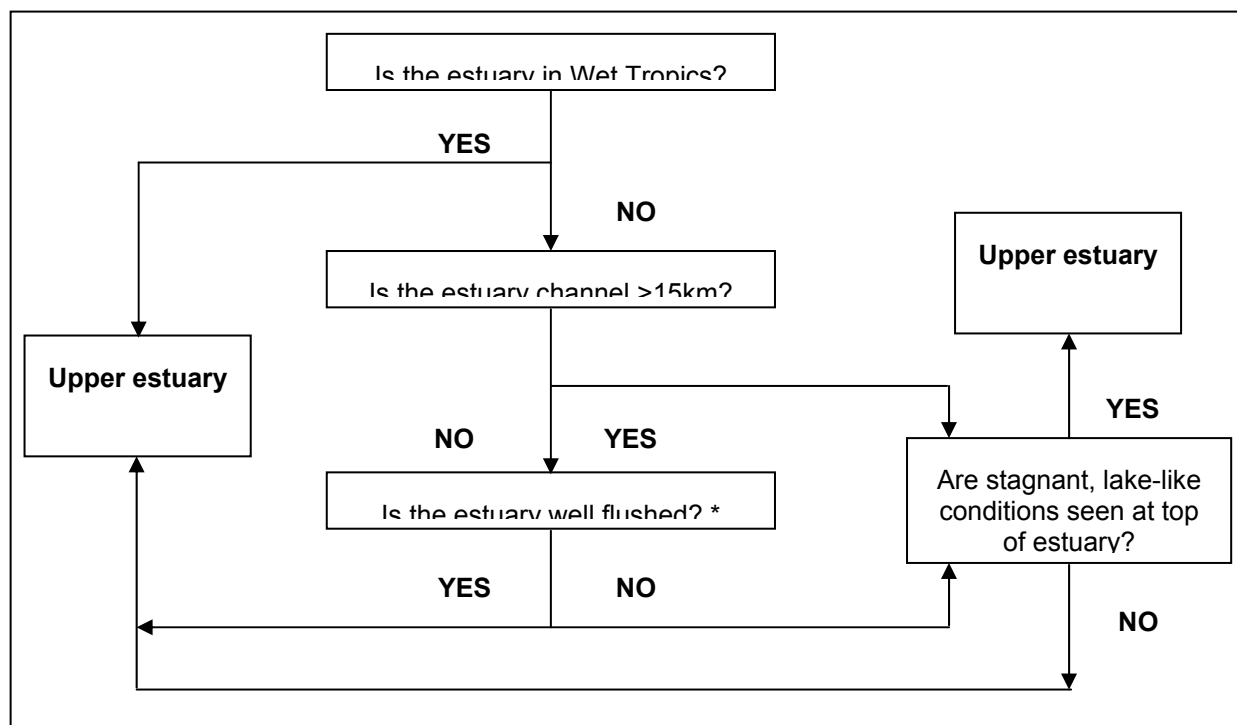 Is the estuary in Wet Tropics?
YES
NO
Upper estuary
Is the estuary channel >15km?
Upper estuary
YES
NO
YES
Are stagnant, lake-like
conditions seen at top
of estuary?
Is the estuary well flushed? *
YES
NO
NO